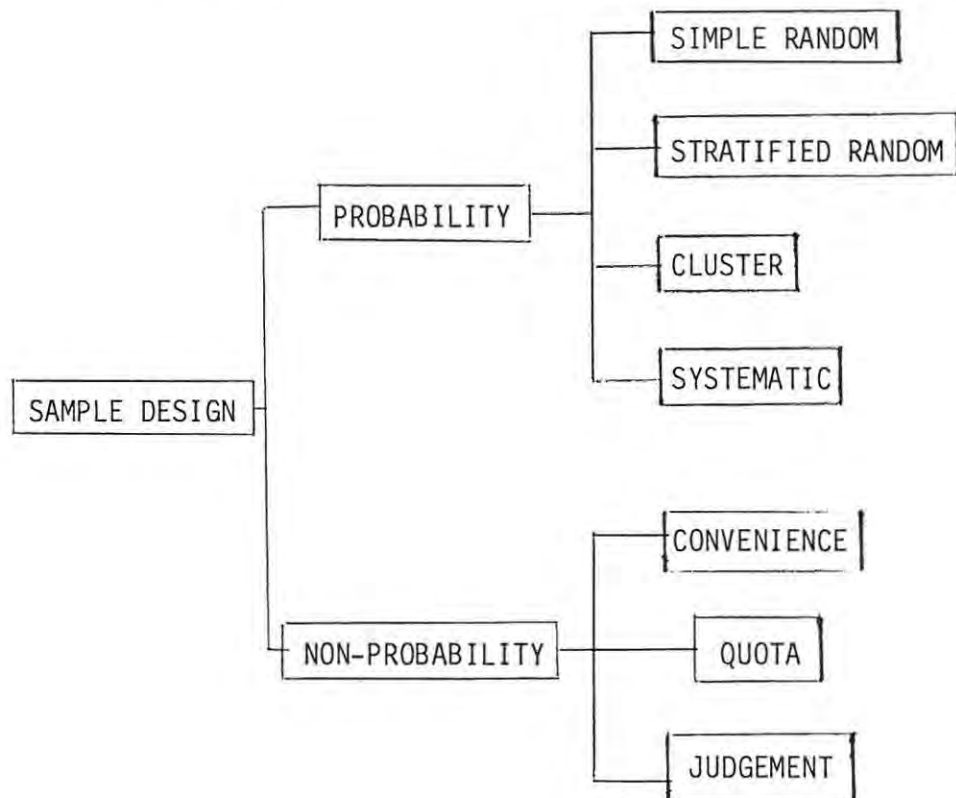 SIMPLE RANDOM
STRATIFIED RANDOM
PROBABILITY
CLUSTER
SYSTEMATIC
SAMPLE DESIGN
CONVENIENCE
NON-PROBABILITY
QUOTA
JUDGEMENT